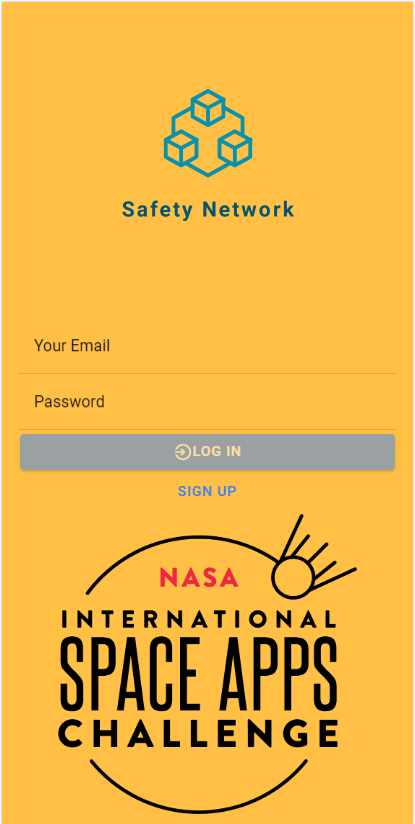 Safety Network
Your Email
Password
LOG IN
SIGN UP
NASA
INTERNATIONAL
SPACE APPS
CHALLENGE